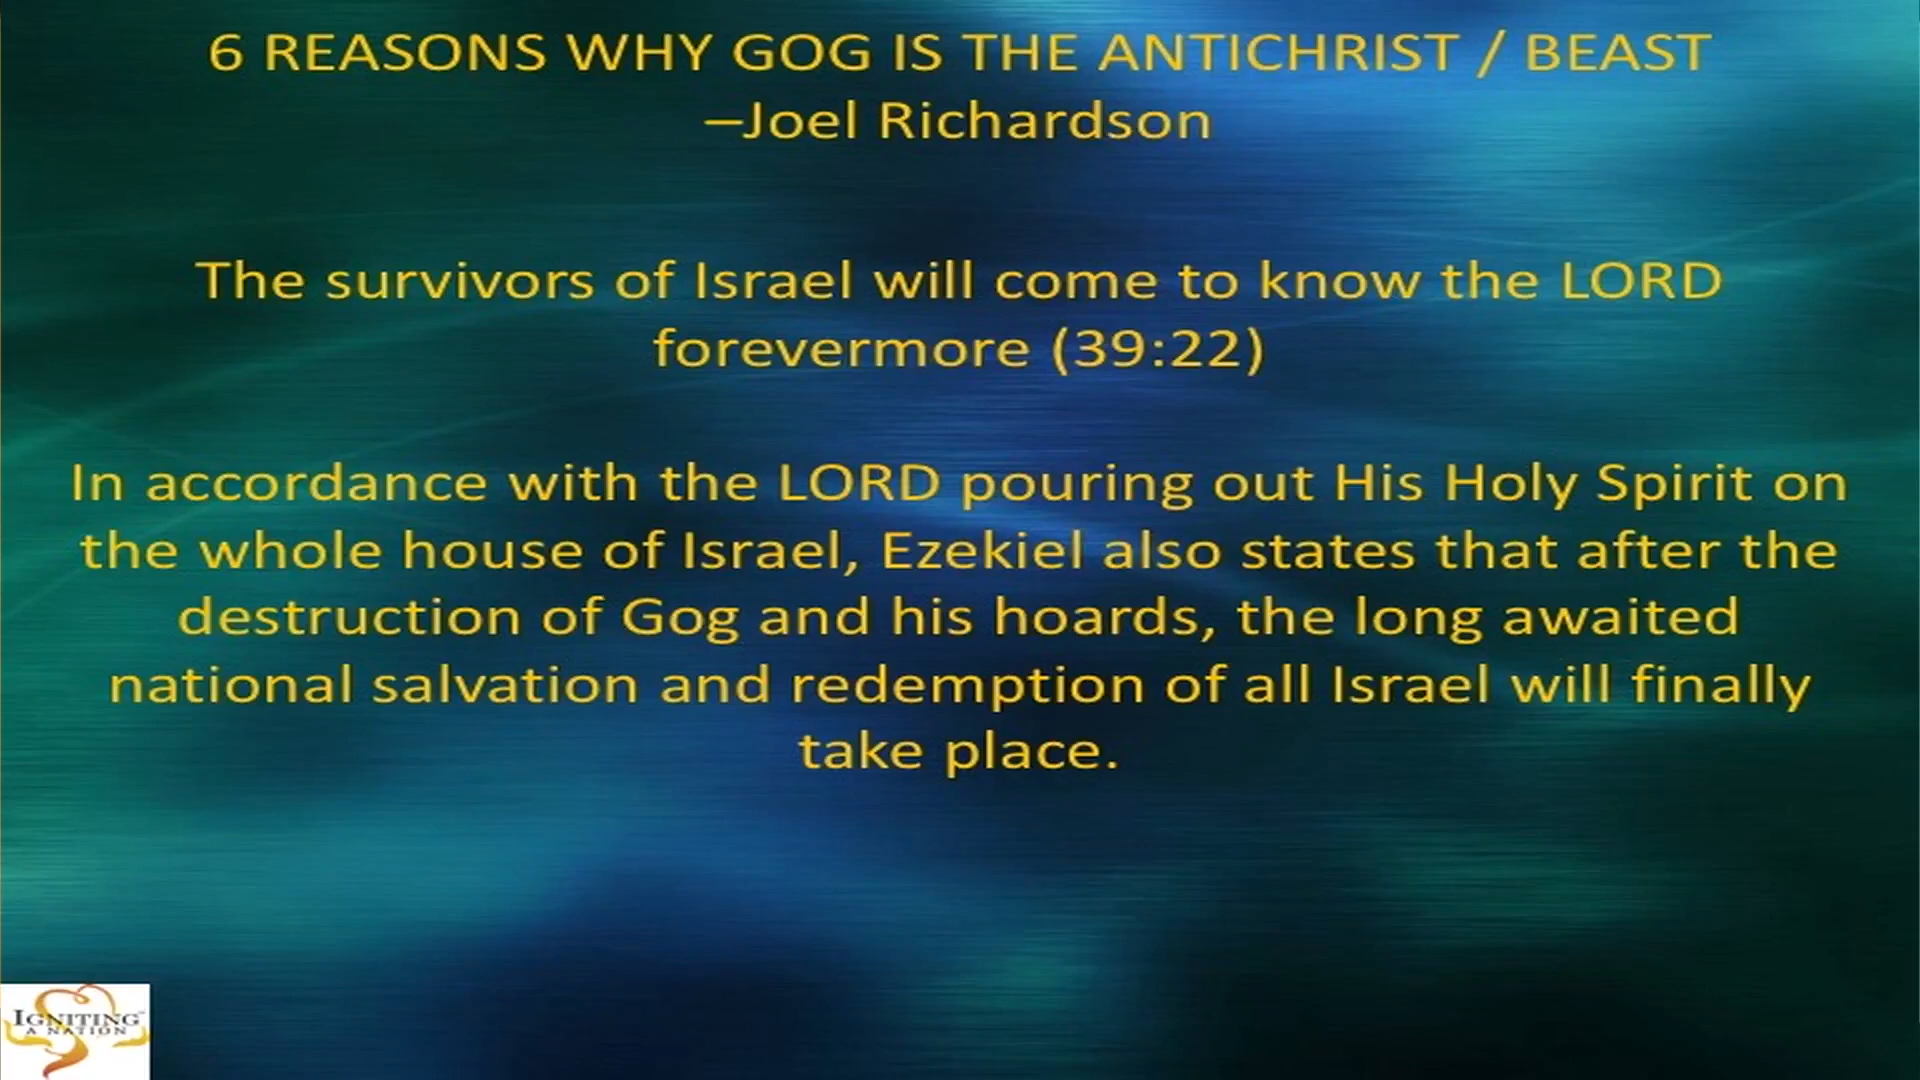 6 REASONS WHY GOG IS THE ANTICHRIST / BEAST
–Joel Richardson
The survivors of Israel will come to know the LORD
forevermore (39:22)
In accordance with the LORD pouring out His Holy Spirit on
the whole house of Israel, Ezekiel also states that after the
destruction of Gog and his hoards, the long awaited
national salvation and redemption of all Israel will finally
take place.
IGNITING
A NATION